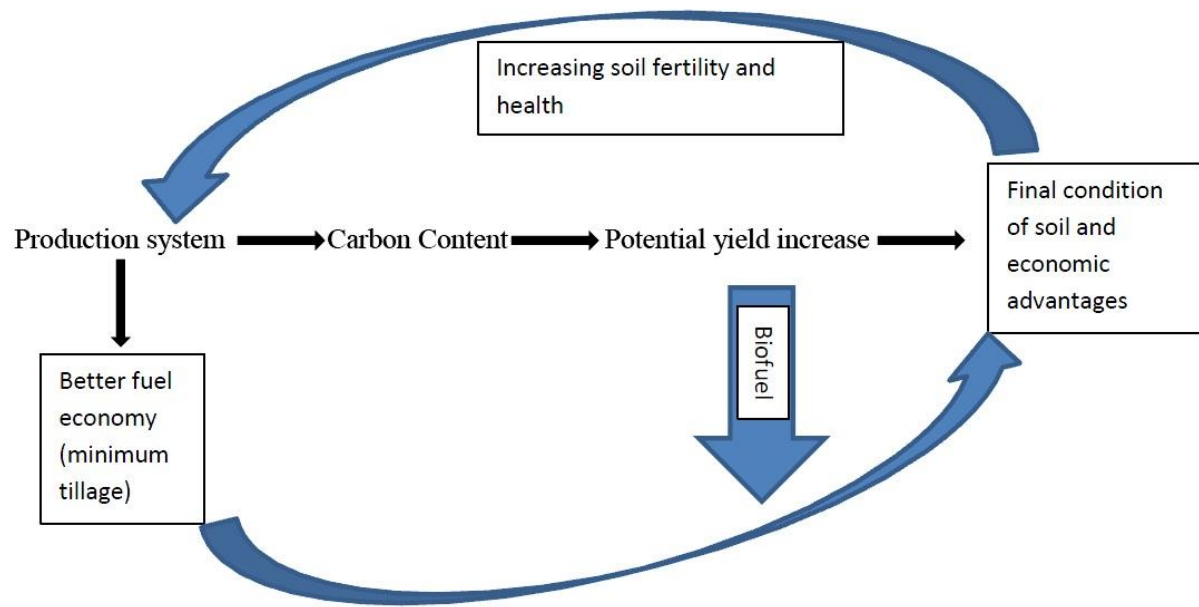 Increasing soil fertility and
health
Production system
Carbon Content
Potential yield increase
Final condition
of soil and
economic
advantages
Better fuel
economy
(minimum
tillage)
Biofuel